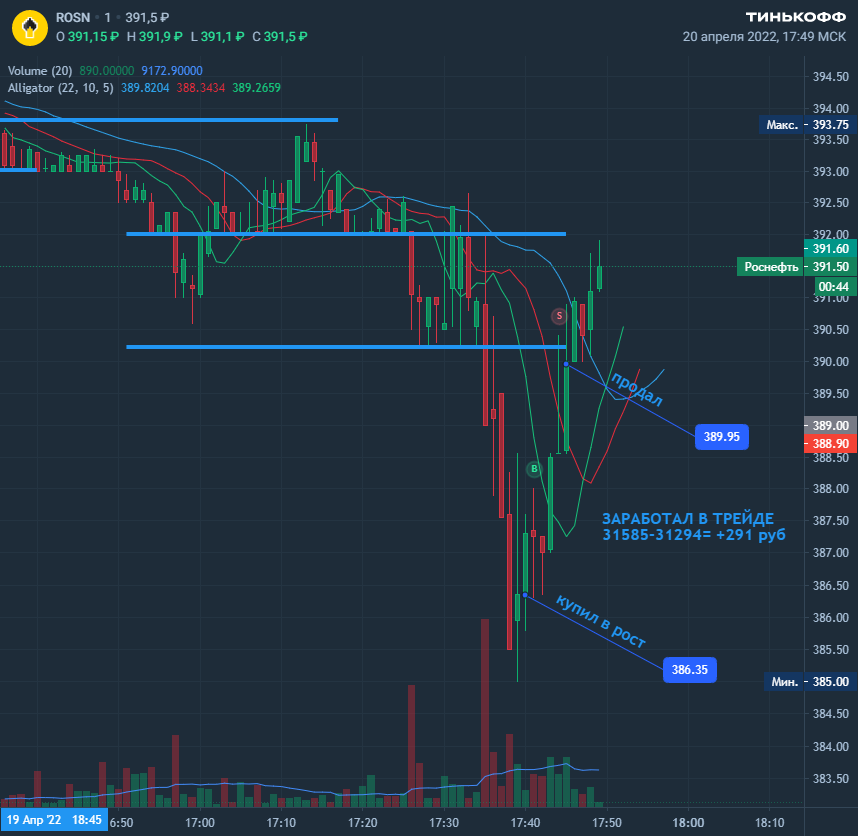 ROSN • 1 • 391,5 ₽
ТИНЬКОФФ
О 391,15 ₽ H 391,9 ₽ L 391,1 ₽ C 391,5 ₽
20 апреля 2022, 17:49 МСК
Volume (20) 890.00000 9172.90000
Alligator (22, 10, 5) 389.8204 388.3434 389.2659
394.50
394.00
Макс. - 393.75
393.50
393.00
392.50
392.00
391.60
Роснефть 391.50
00:44
391.00
S
390.50
390.00
продал
389.50
389.00
389.95
388.90
388.50
B
388.00
ЗАРАБОТАЛ В ТРЕЙДЕ
387.50
31585-31294= +291 руб
387.00
386.50
купил в рост
386.00
385.50
386.35
Мин. - 385.00
384.50
384.00
383.50
19 Апр '22 18:45
6:50
17:00
17:10
17:20
17:30
17:40
17:50
18:00
18:10